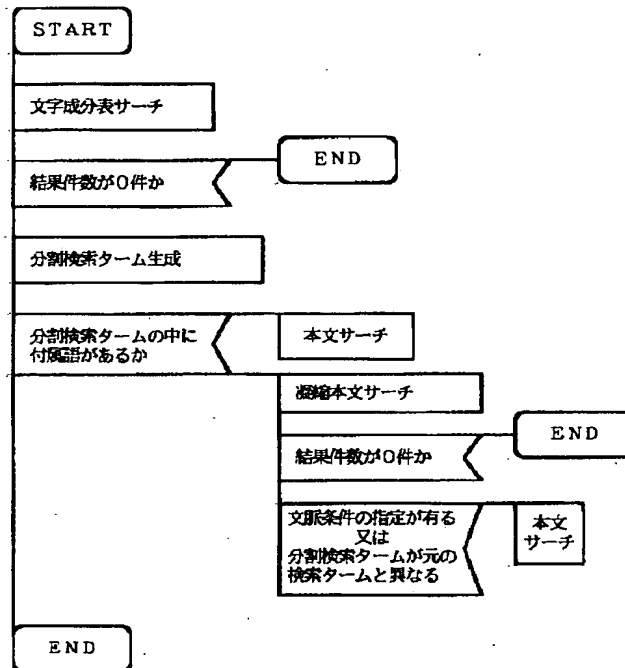 START
文字成分表サーチ
END
結果件数が0件か
分割検索ターム生成
分割検索タームの中に
付属語があるか
本文サーチ
凝縮本文サーチ
END
結果件数が0件か
文脈条件の指定が有る
又は
分割検索タームが元の
検索タームと異なる
本文
サーチ
END